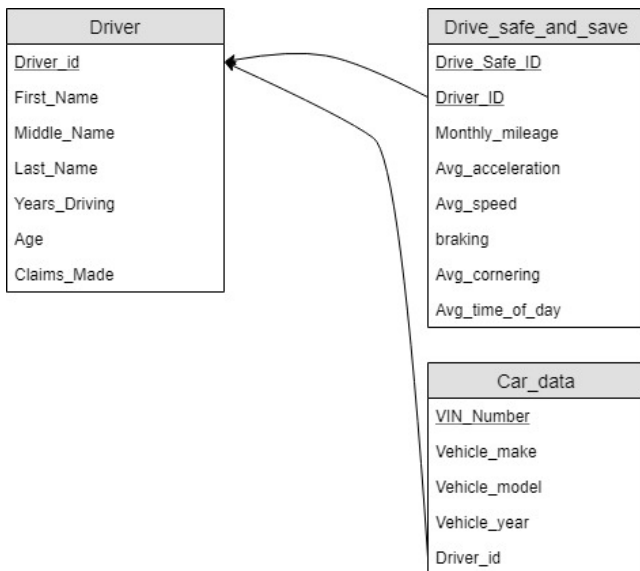 Driver
Driver_id
First_Name
Middle_Name
Last_Name
Years_Driving
Age
Claims_Made
Drive_safe_and_save
Drive_Safe_ID
Driver_ID
Monthly_mileage
Avg_acceleration
Avg_speed
braking
Avg_cornering
Avg_time_of_day
Car_data
VIN_Number
Vehicle_make
Vehicle_model
Vehicle_year
Driver_id